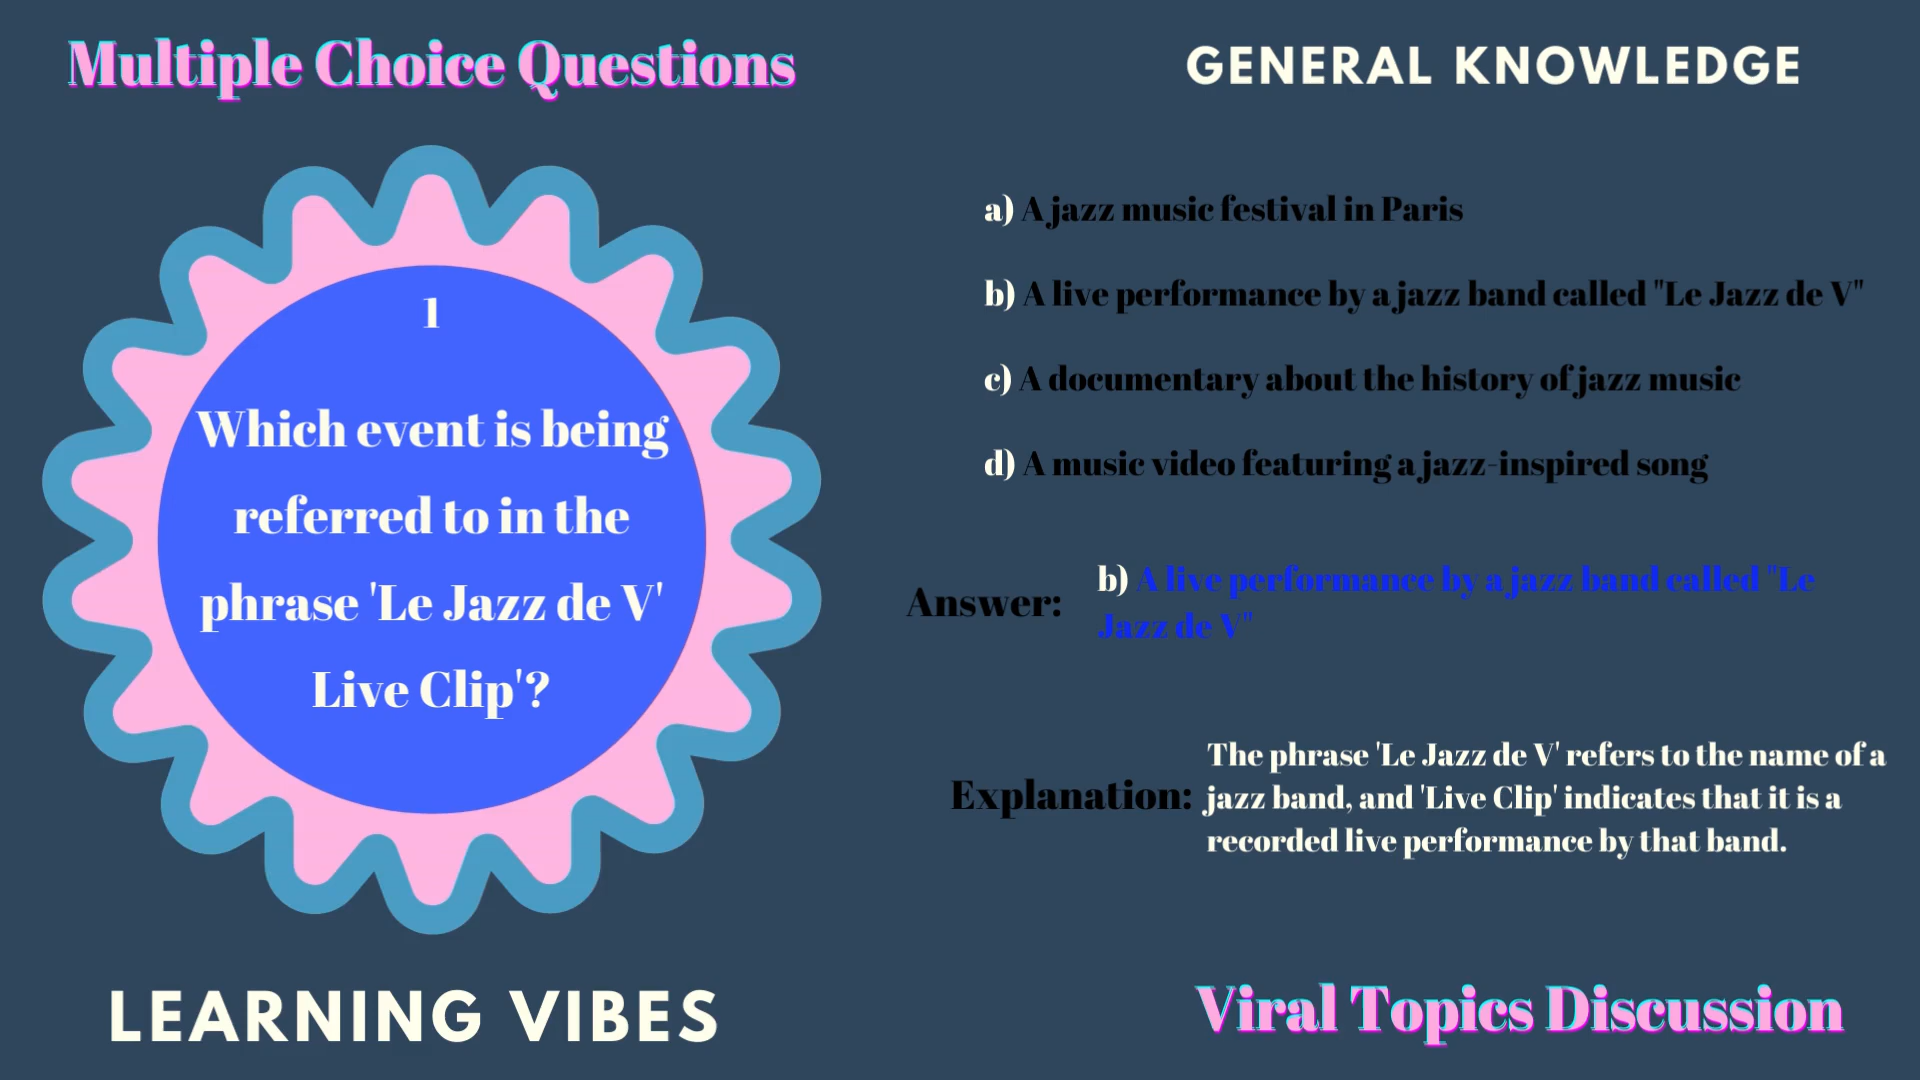 Multiple Choice Questions
GENERAL KNOWLEDGE
1
Which event is being
referred to in the
phrase 'Le Jazz de V'
Live Clip'?
a) A jazz music festival in Paris
b) A live performance by a jazz band called "Le Jazz de V"
c) A documentary about the history of jazz music
d) A music video featuring a jazz-inspired song
Answer:
b) A live performance by a jazz band called "Le
Jazz de V"
Explanation:
The phrase 'Le Jazz de V' refers to the name of a
jazz band, and 'Live Clip' indicates that it is a
recorded live performance by that band.
LEARNING VIBES
Viral Topics Discussion